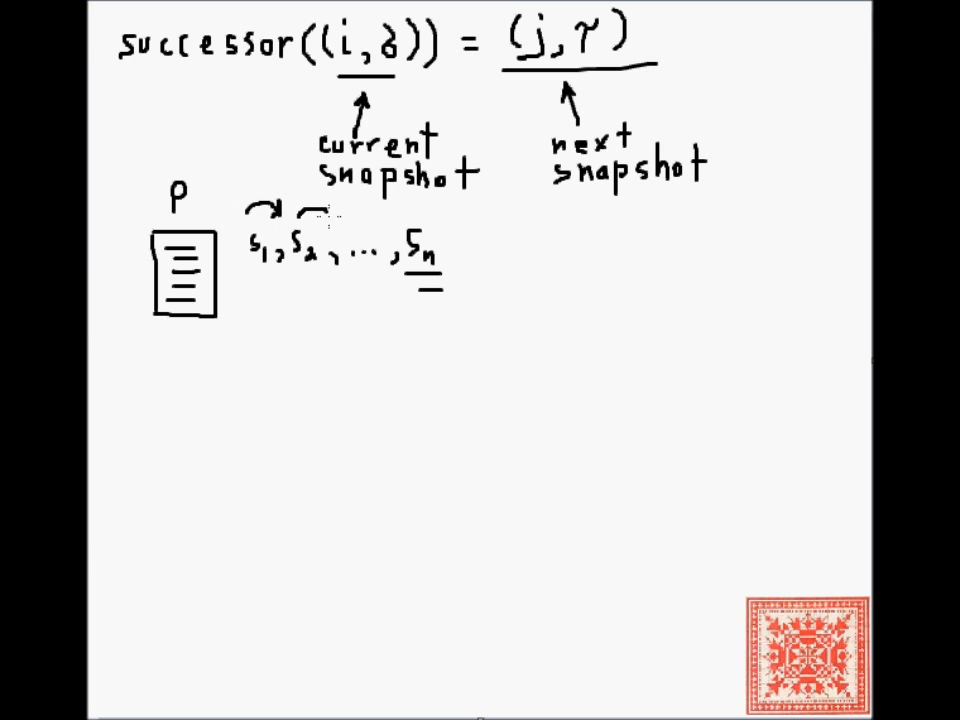 successor((i, δ)) = (j, τ)
current next
snapshot snapshot
P
s1, s2, ..., sn